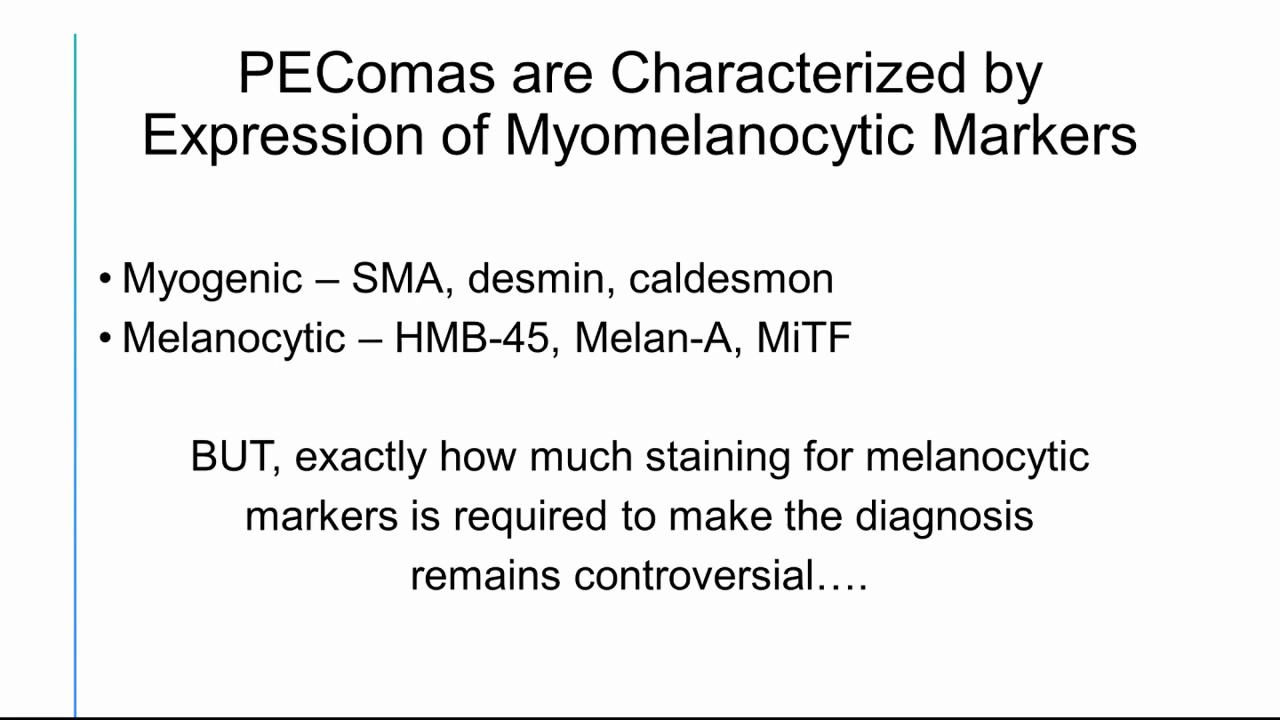 PEComas are Characterized by
Expression of Myomelanocytic Markers
• Myogenic – SMA, desmin, caldesmon
• Melanocytic – HMB-45, Melan-A, MiTF
BUT, exactly how much staining for melanocytic
markers is required to make the diagnosis
remains controversial….